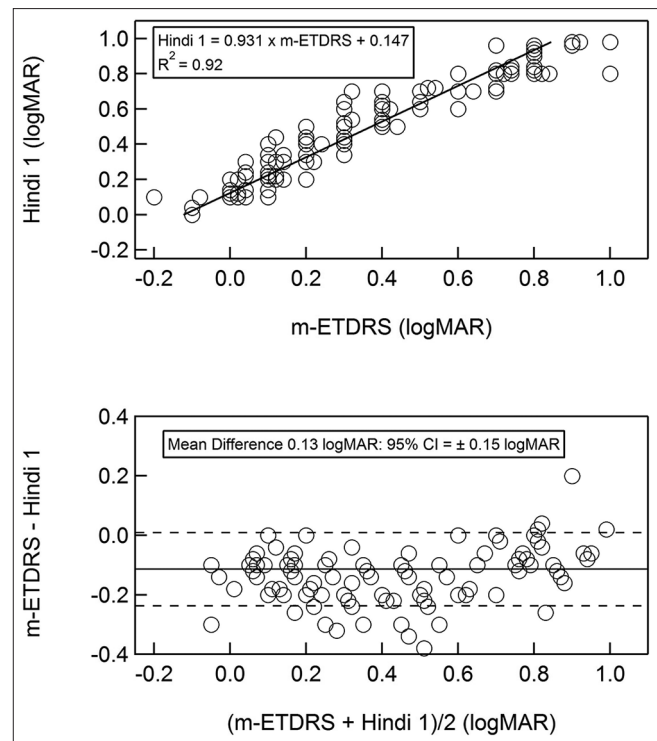 Hindi 1 = 0.931 x m-ETDRS + 0.147
R² = 0.92
Hindi 1 (logMAR)
1.0
0.8
0.6
0.4
0.2
0.0
-0.2
-0.2 0.0 0.2 0.4 0.6 0.8 1.0
m-ETDRS (logMAR)
Mean Difference 0.13 logMAR: 95% CI = ± 0.15 logMAR
m-ETDRS - Hindi 1
0.4
0.2
0.0
-0.2
-0.4
-0.2 0.0 0.2 0.4 0.6 0.8 1.0
(m-ETDRS + Hindi 1)/2 (logMAR)